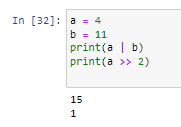 In [32]: a = 4
b = 11
print(a | b)
print(a >> 2)
15
1